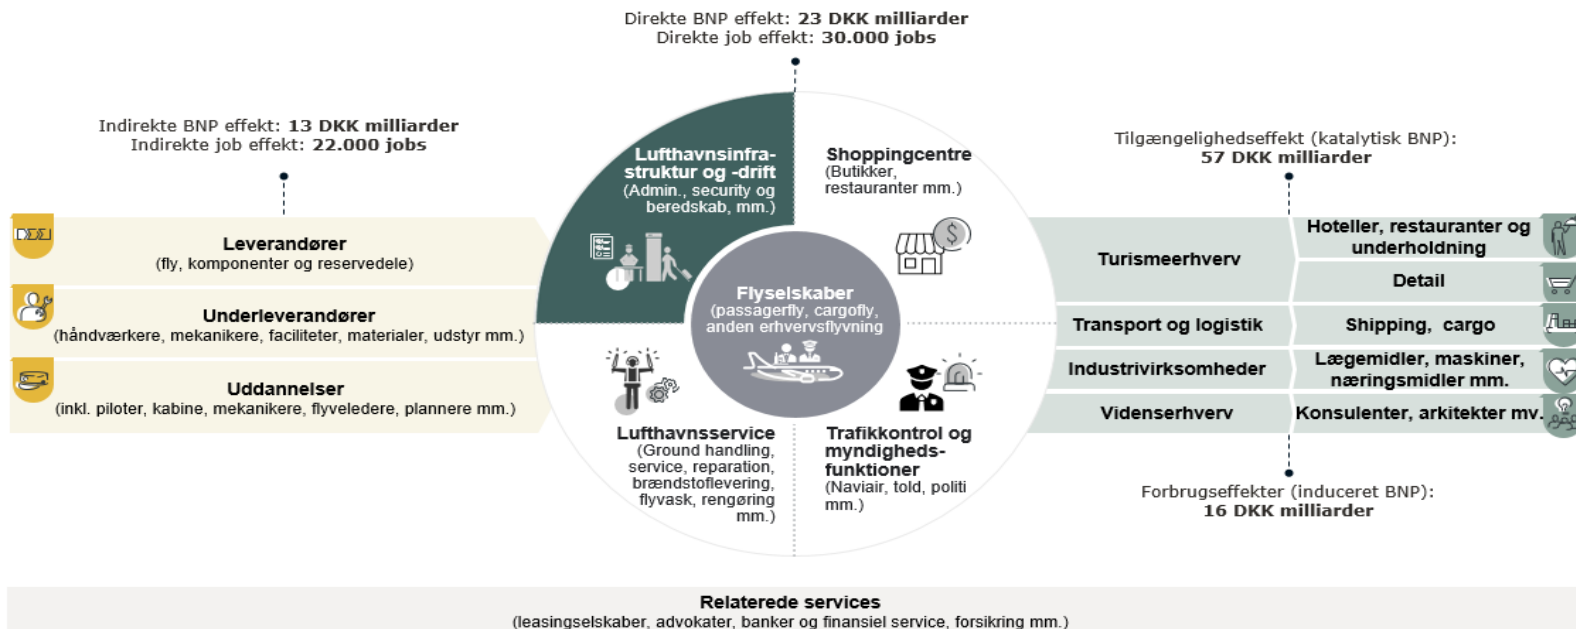 Direkte BNP effekt: 23 DKK milliarder
Direkte job effekt: 30.000 jobs
Indirekte BNP effekt: 13 DKK milliarder
Indirekte job effekt: 22.000 jobs
Leverandører
(fly, komponenter og reservedele)
Underleverandører
(håndværkere, mekanikere, faciliteter, materialer, udstyr mm.)
Uddannelser
(inkl. piloter, kabine, mekanikere, flyveledere, plannere mm.)
Lufthavnsinfra-
struktur og -drift
(Admin., security og
beredskab, mm.)
Shoppingcentre
(Butikker,
restauranter mm.)
$
Flyselskaber
(passagerfly, cargofly,
anden erhvervsflyvning
Lufthavnsservice
(Ground handling,
service, reparation,
brændstoflevering,
flyvask, rengøring
mm.)
Trafikkontrol og
myndigheds-
funktioner
(Naviair, told, politi
mm.)
Tilgængelighedseffekt (katalytisk BNP):
57 DKK milliarder
Turismeerhverv
Hoteller, restauranter og
underholdning
Detail
Transport og logistik
Shipping, cargo
Industrivirksomheder
Lægemidler, maskiner,
næringsmidler mm.
Videnserhverv
Konsulenter, arkitekter mv.
Forbrugseffekter (induceret BNP):
16 DKK milliarder
Relaterede services
(leasingselskaber, advokater, banker og finansiel service, forsikring mm.)